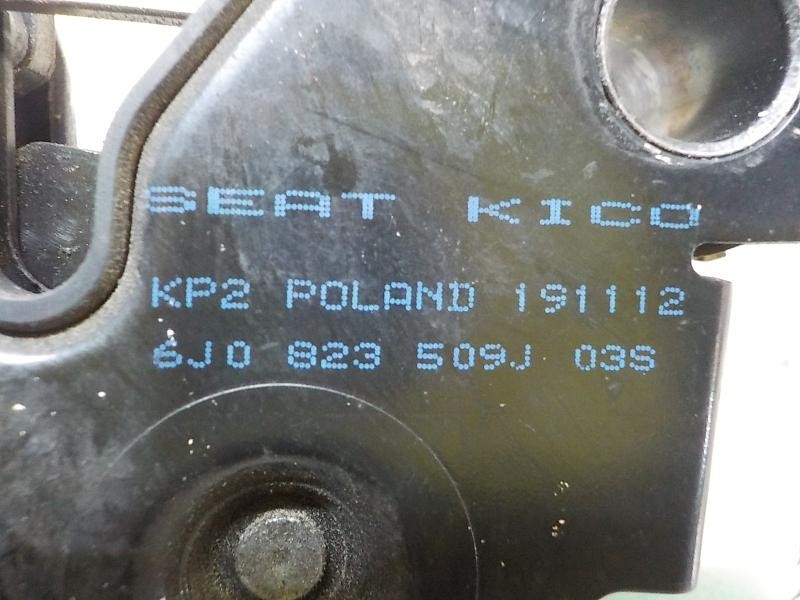 SEAT KICO
KP2 POLAND 191112
6J0 823 509J 03S